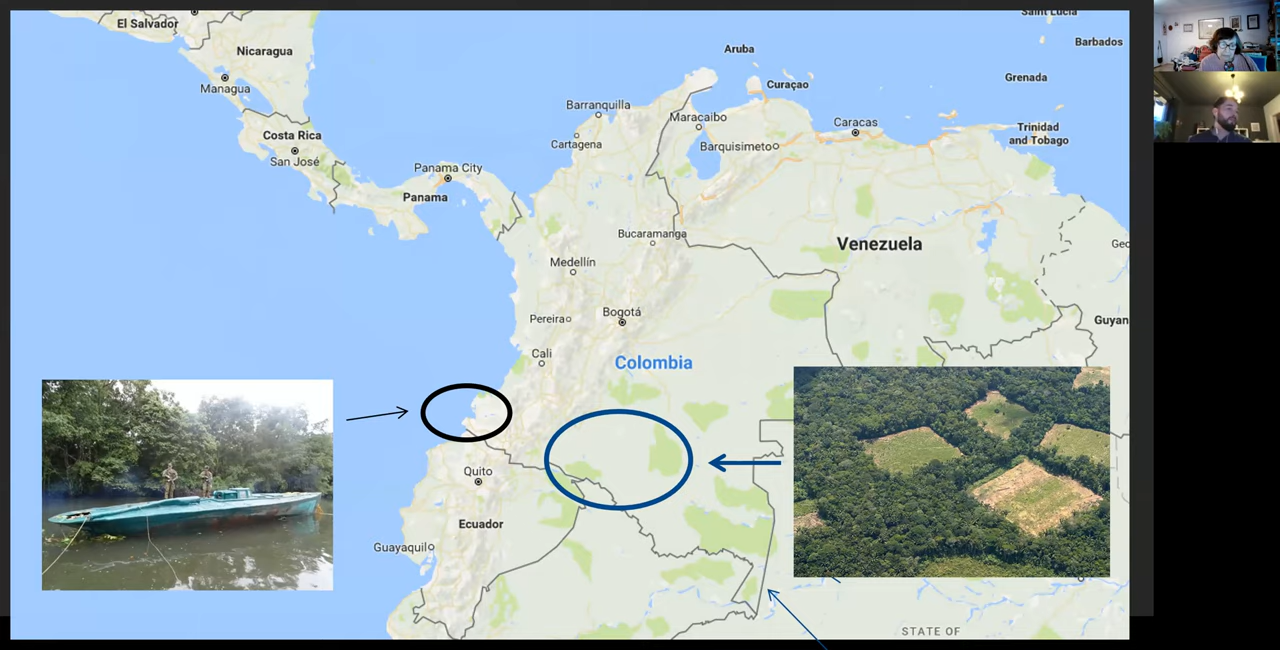 El Salvador
Saint Lucia
Nicaragua
Aruba
Barbados
Managua
Curaçao
Grenada
Barranquilla
Maracaibo
Caracas
Trinidad
and Tobago
Costa Rica
Cartagena
Barquisimeto
San José
Panama City
Panama
Bucaramanga
Venezuela
Geo
Medellín
Pereira
Bogotá
Guyan
Cali
Colombia
Quito
Ecuador
Guayaquil
STATE OF